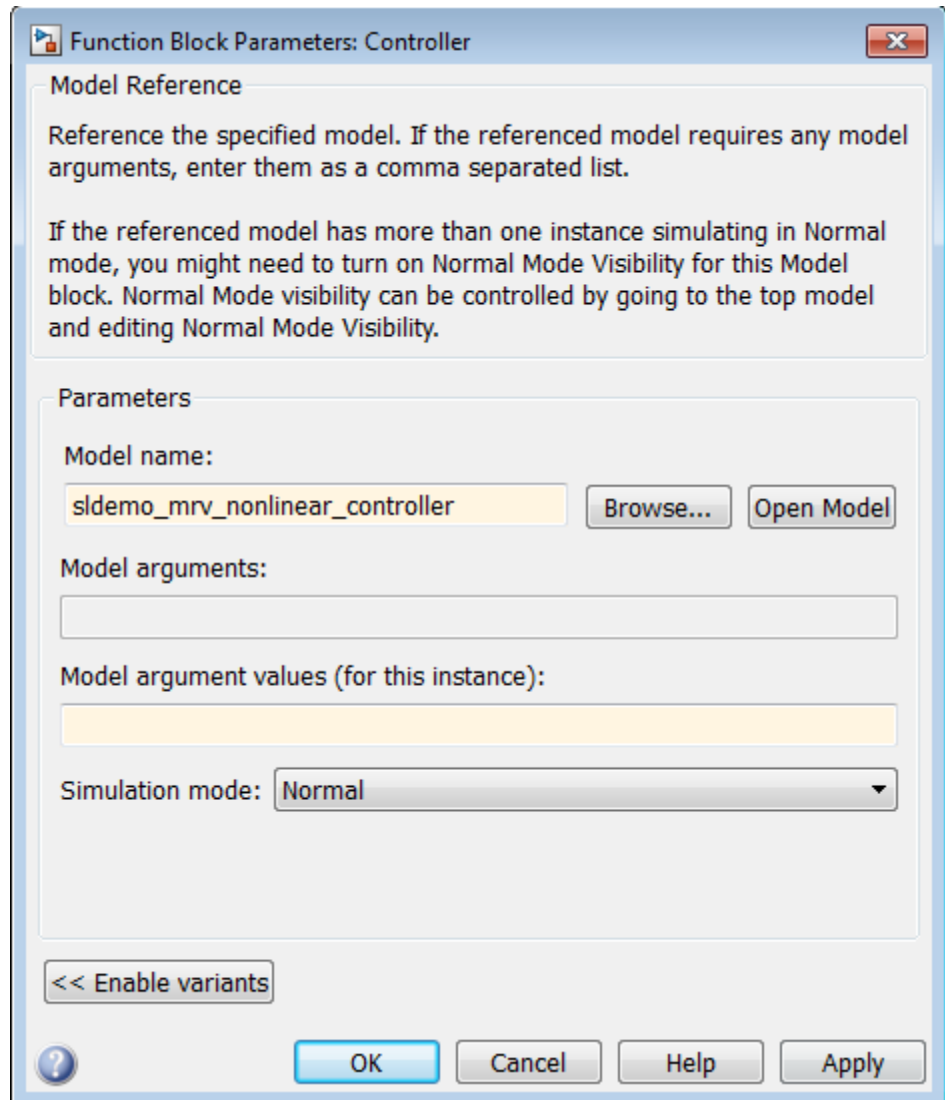 Function Block Parameters: Controller
Model Reference
Reference the specified model. If the referenced model requires any model
arguments, enter them as a comma separated list.
If the referenced model has more than one instance simulating in Normal
mode, you might need to turn on Normal Mode Visibility for this Model
block. Normal Mode visibility can be controlled by going to the top model
and editing Normal Mode Visibility.
Parameters
Model name:
sldemo_mrv_nonlinear_controller Browse... Open Model
Model arguments:
Model argument values (for this instance):
Simulation mode: Normal
<< Enable variants
? OK Cancel Help Apply